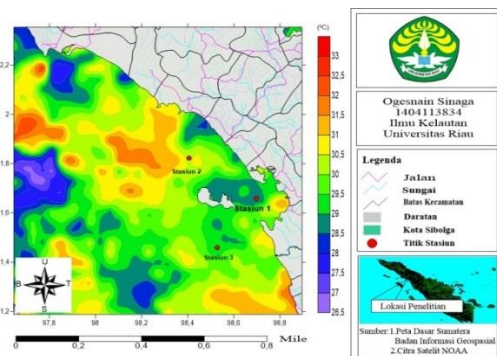 (°C)
33
32,5
32
31,5
31
30,5
30
29,5
29
28,5
28
27,5
27
26,5
2,2
2
1,8
1,6
1,4
1,2
97,8
98
98,2
98,4
98,6
98,8
Stasiun 2
Stasiun 1
Stasiun 3
U
B
T
S
0
0,2
0,4
0,6
0,8
Mile
Ogesnain Sinaga
1404113834
Ilmu Kelautan
Universitas Riau
Legenda
Jalan
Sungai
Batas Kecamatan
Daratan
Kota Sibolga
Titik Stasiun
Lokasi Penelitian
Sumber: 1.Peta Dasar Sumatera
Badan Informasi Geospasial
2.Citra Satelit NOAA